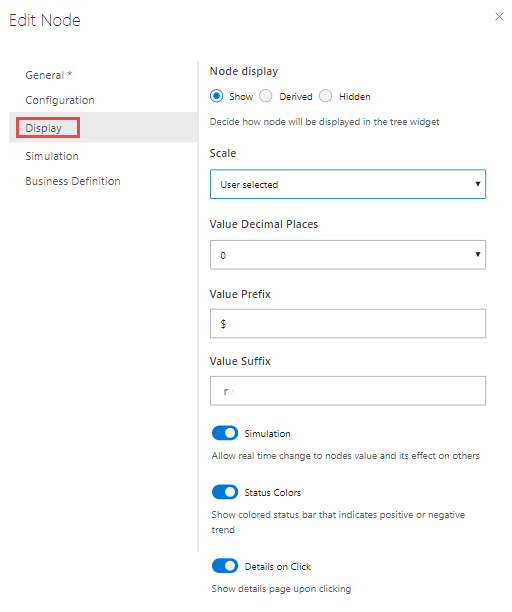 Edit Node
General *
Configuration
Display
Simulation
Business Definition
Node display
Show Derived Hidden
Decide how node will be displayed in the tree widget
Scale
User selected
Value Decimal Places
0
Value Prefix
$
Value Suffix
r
Simulation
Allow real time change to nodes value and its effect on others
Status Colors
Show colored status bar that indicates positive or negative
trend
Details on Click
Show details page upon clicking